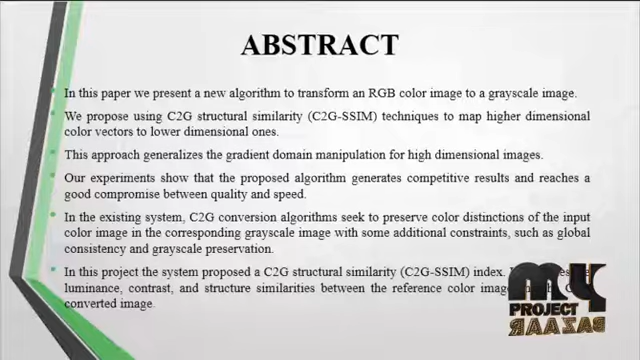 ABSTRACT
In this paper we present a new algorithm to transform an RGB color image to a grayscale image.
We propose using C2G structural similarity (C2G-SSIM) techniques to map higher dimensional
color vectors to lower dimensional ones.
This approach generalizes the gradient domain manipulation for high dimensional images.
Our experiments show that the proposed algorithm generates competitive results and reaches a
good compromise between quality and speed.
In the existing system, C2G conversion algorithms seek to preserve color distinctions of the input
color image in the corresponding grayscale image with some additional constraints, such as global
consistency and grayscale preservation.
In this project the system proposed a C2G structural similarity (C2G-SSIM) index.
luminance, contrast, and structure similarities between the reference color
converted image.
MY
PROJECT
BAZAAR